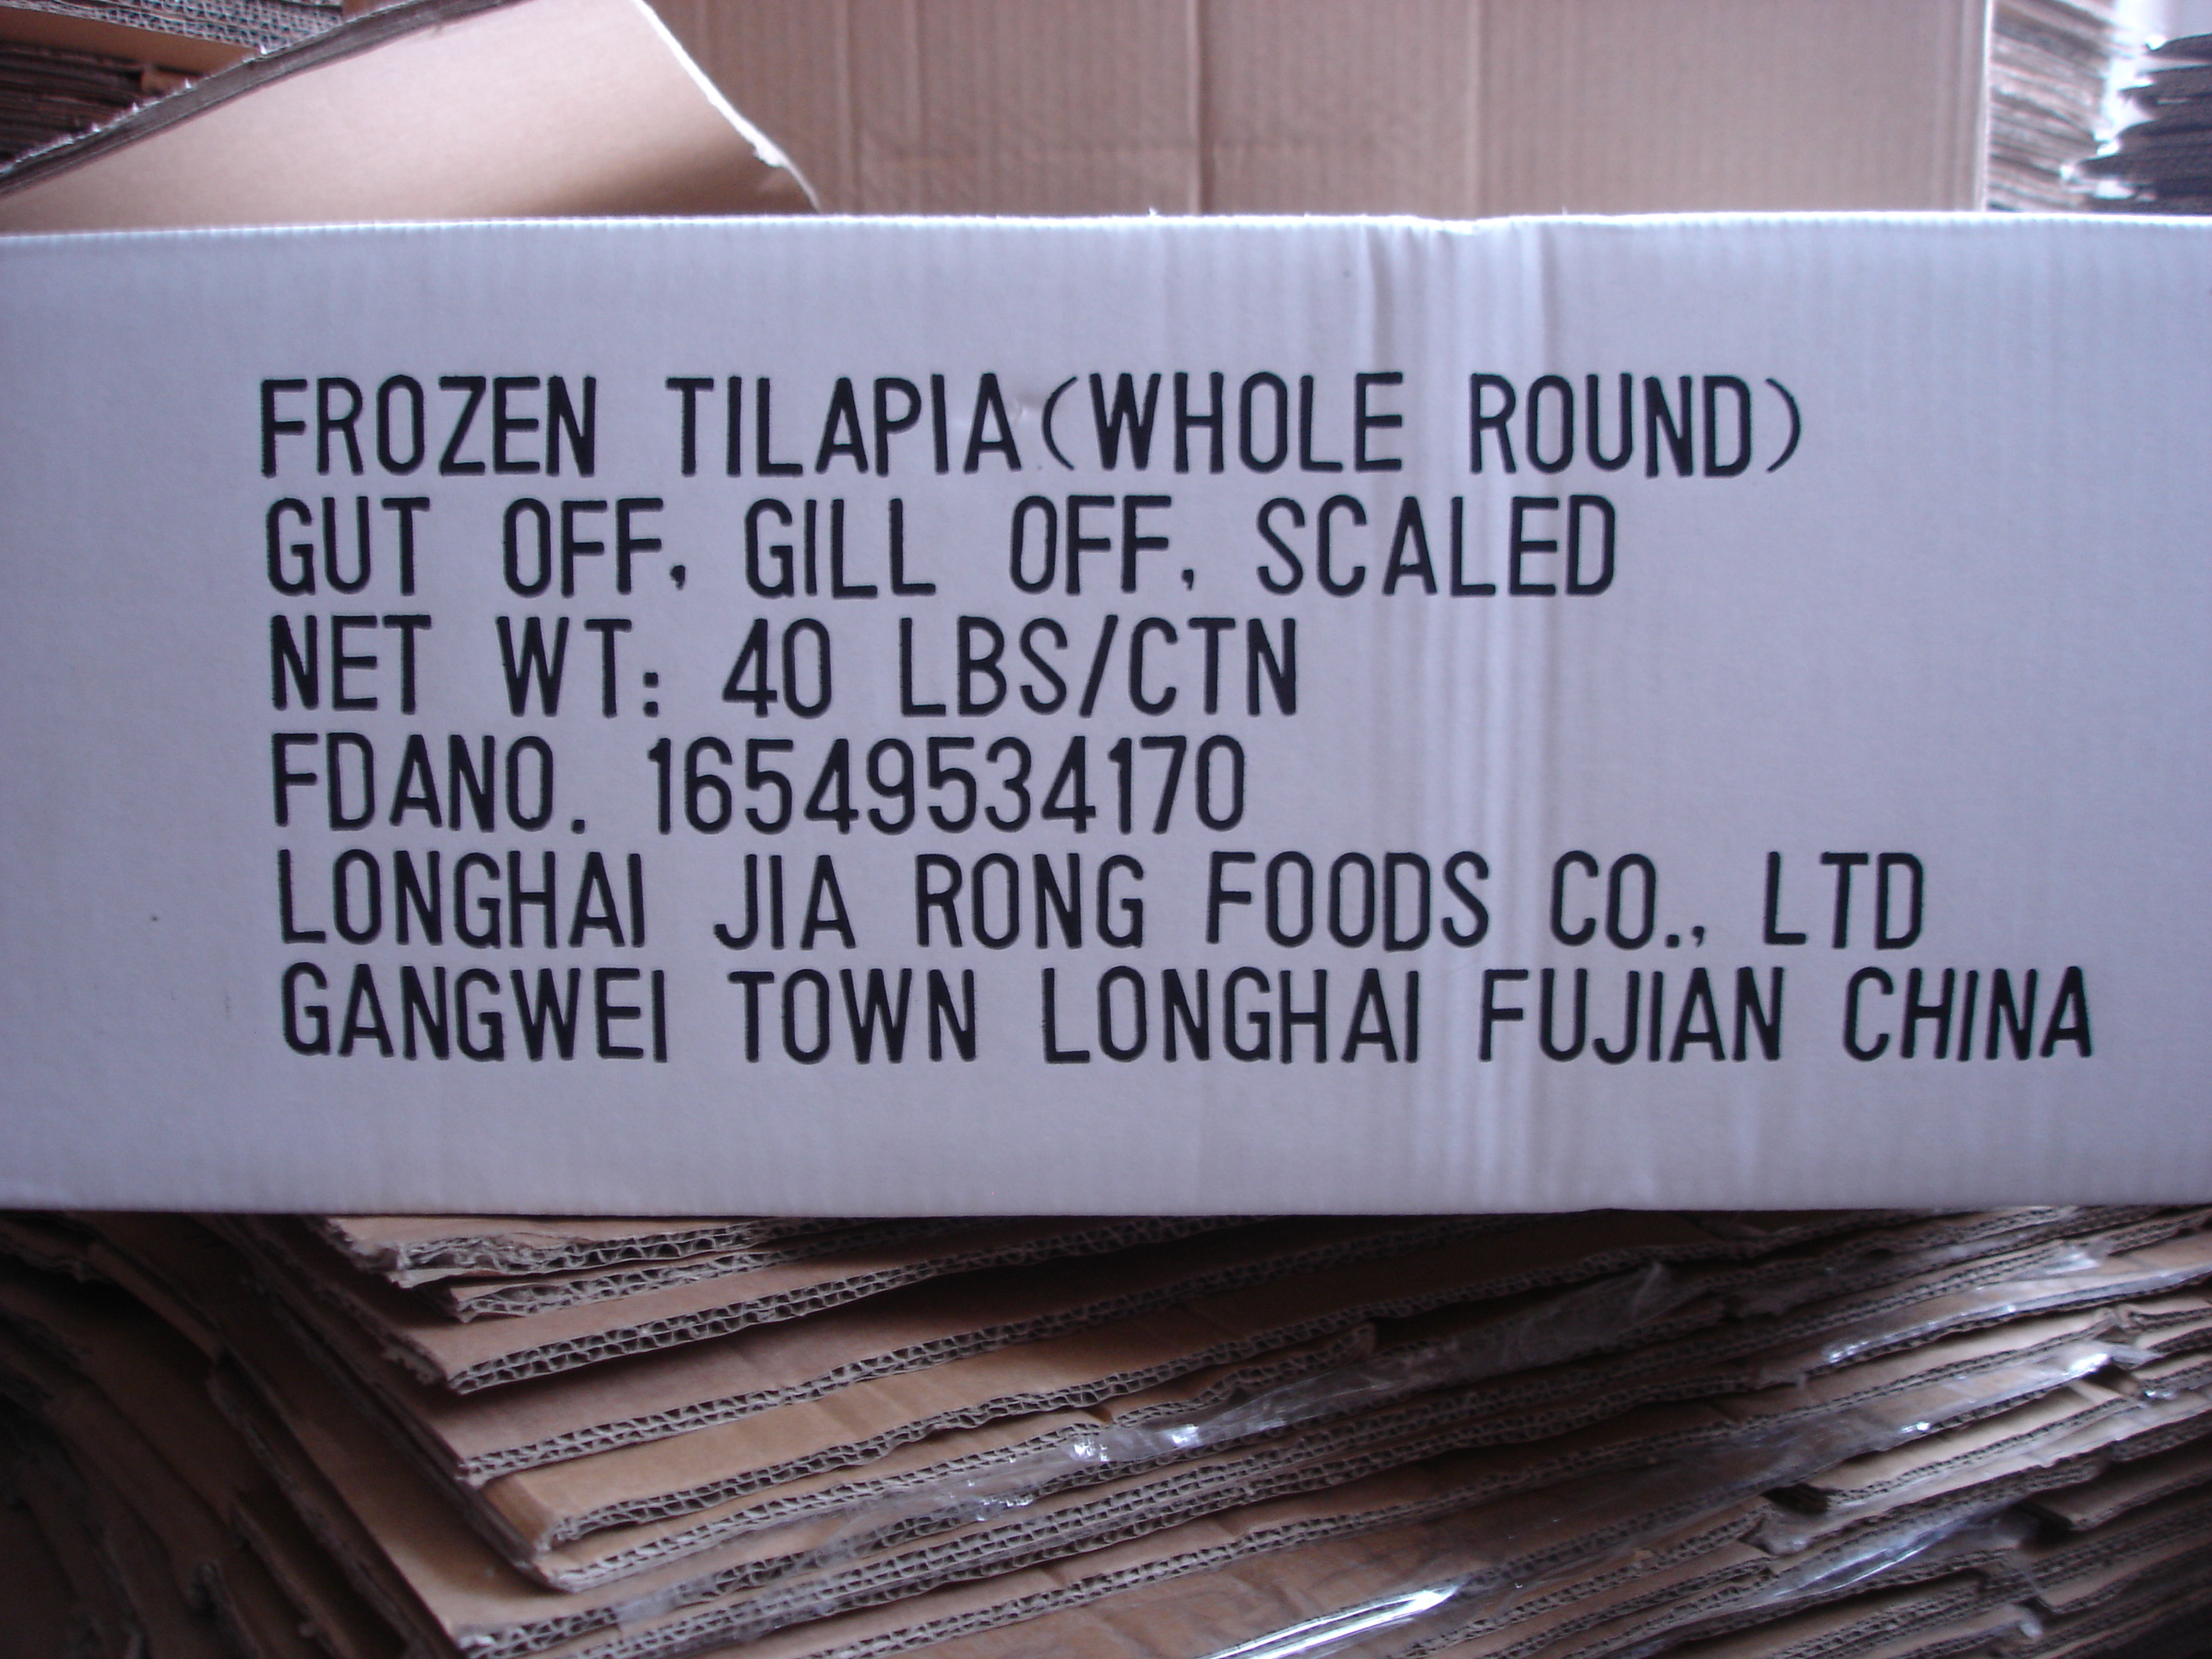 FROZEN TILAPIA(WHOLE ROUND)
GUT OFF, GILL OFF, SCALED
NET WT: 40 LBS/CTN
FDANO. 16549534170
LONGHAI JIA RONG FOODS CO., LTD
GANGWEI TOWN LONGHAI FUJIAN CHINA